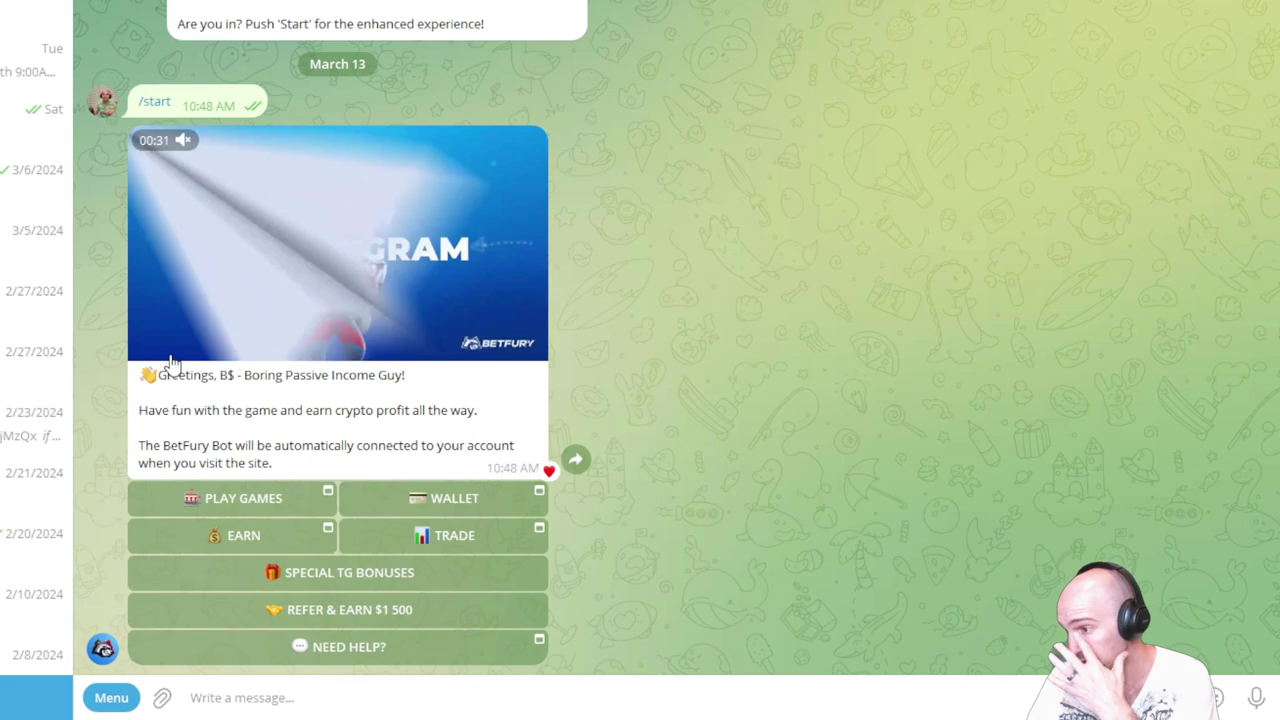 Are you in? Push 'Start' for the enhanced experience!
Tue
th 9:00A...
March 13
Sat
/start 10:48 AM
00:31
3/6/2024
3/5/2024
GRAM
2/27/2024
BETFURY
2/27/2024
Greetings, B$ - Boring Passive Income Guy!
2/23/2024
Have fun with the game and earn crypto profit all the way.
jMzQx if ...
The BetFury Bot will be automatically connected to your account
when you visit the site.
10:48 AM
2/21/2024
PLAY GAMES
WALLET
2/20/2024
EARN
TRADE
SPECIAL TG BONUSES
2/10/2024
REFER & EARN $1 500
NEED HELP?
2/8/2024
Menu
Write a message...